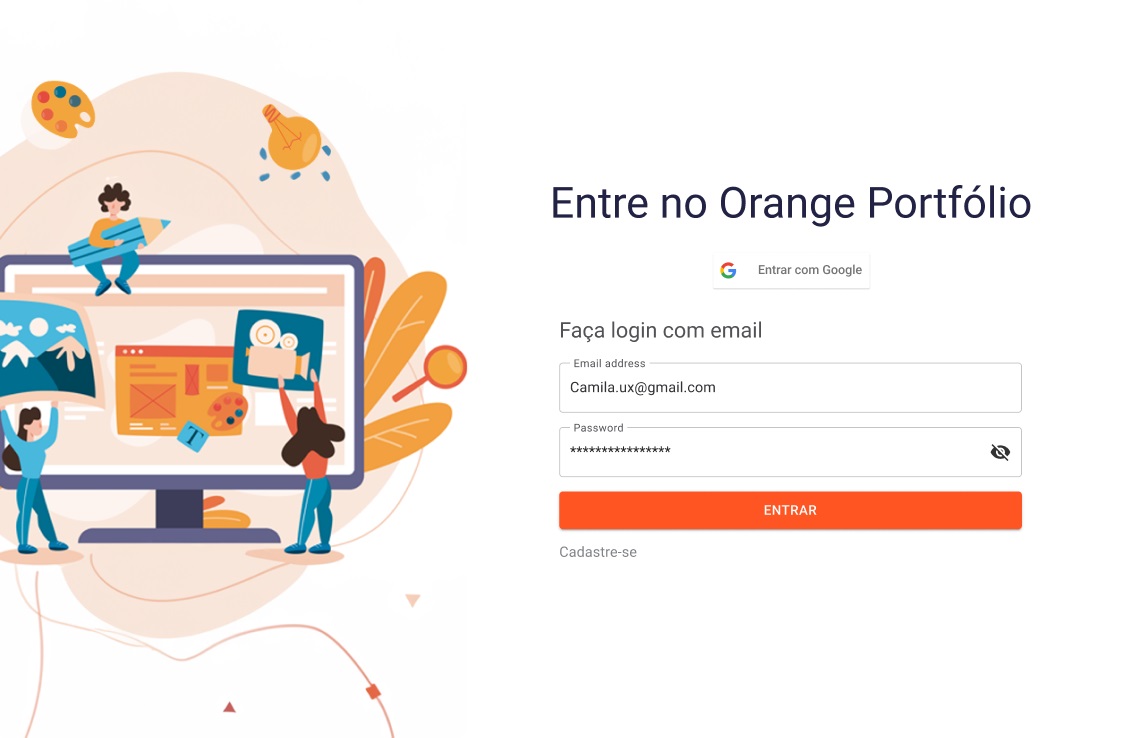 Entre no Orange Portfólio
Entrar com Google
Faça login com email
Email address
Camila.ux@gmail.com
Password
****************
ENTRAR
Cadastre-se
T